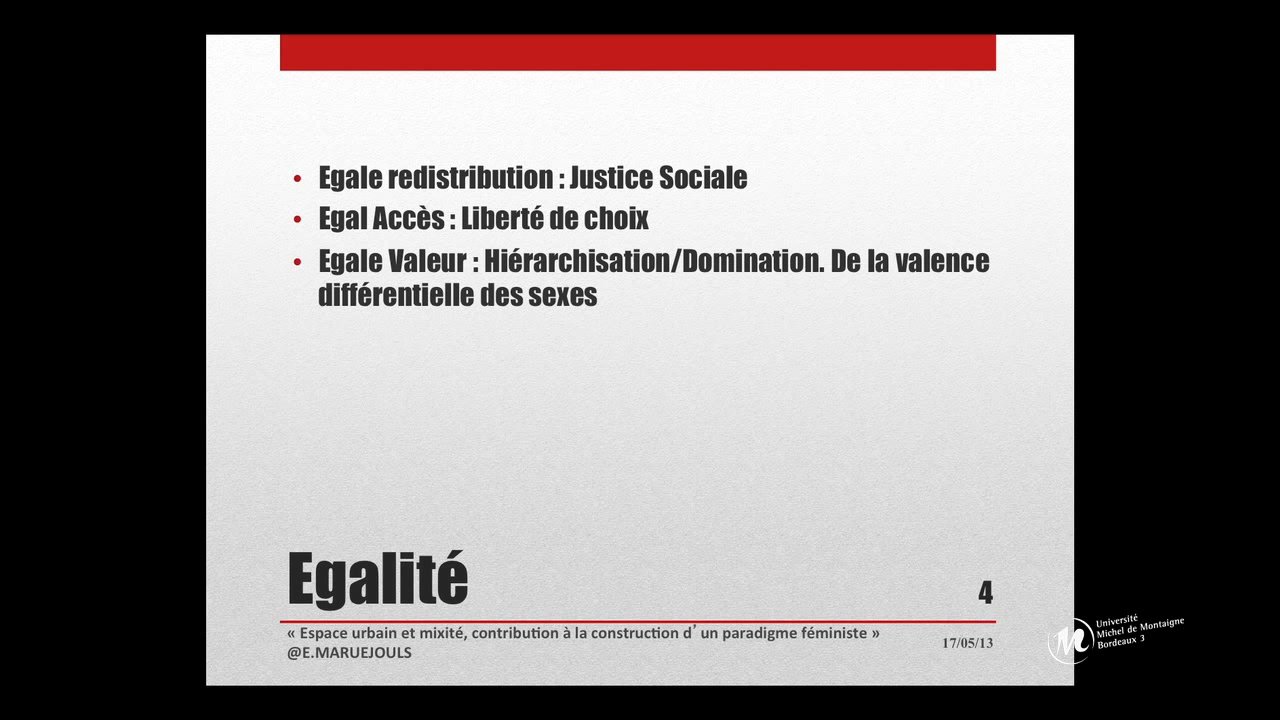 • Egale redistribution : Justice Sociale
• Egal Accès : Liberté de choix
• Egale Valeur : Hiérarchisation/Domination. De la valence
différentielle des sexes
Egalité
4
« Espace urbain et mixité, contribution à la construction d’ un paradigme féministe »
@E.MARUEJOULS
17/05/13
Université
Michel de Montaigne
Bordeaux 3